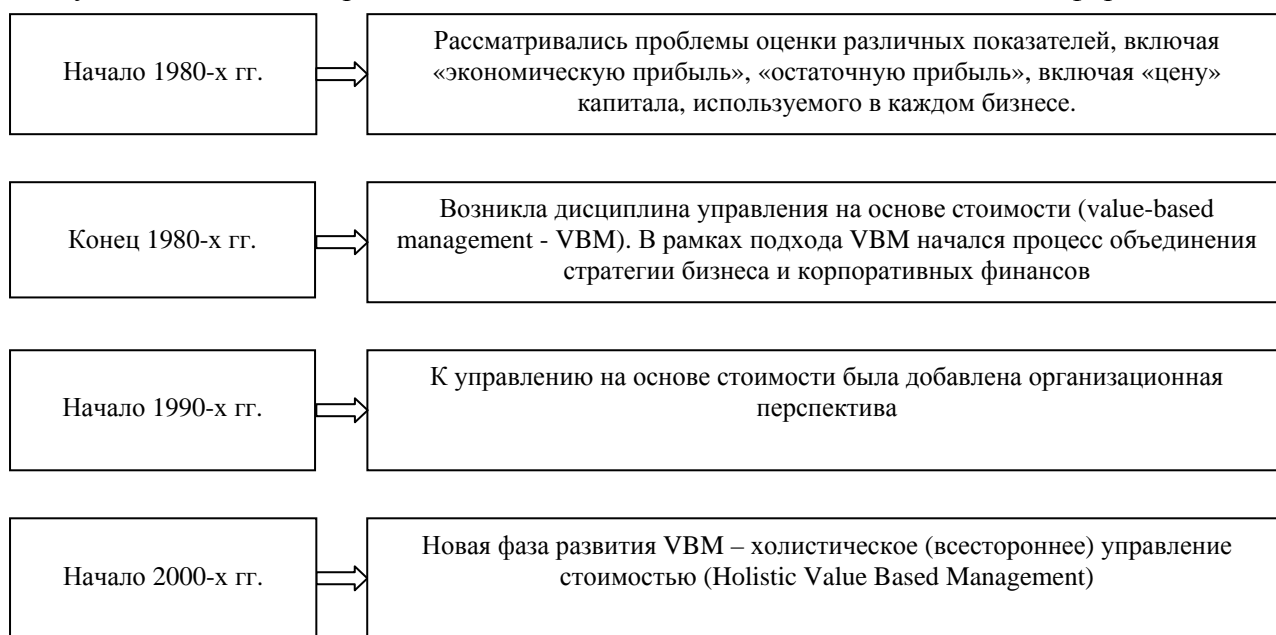 Начало 1980-х гг.
Рассматривались проблемы оценки различных показателей, включая
«экономическую прибыль», «остаточную прибыль», включая «цену»
капитала, используемого в каждом бизнесе.
Конец 1980-х гг.
Возникла дисциплина управления на основе стоимости (value-based
management - VBM). В рамках подхода VBM начался процесс объединения
стратегии бизнеса и корпоративных финансов
Начало 1990-х гг.
К управлению на основе стоимости была добавлена организационная
перспектива
Начало 2000-х гг.
Новая фаза развития VBM – холистическое (всестороннее) управление
стоимостью (Holistic Value Based Management)